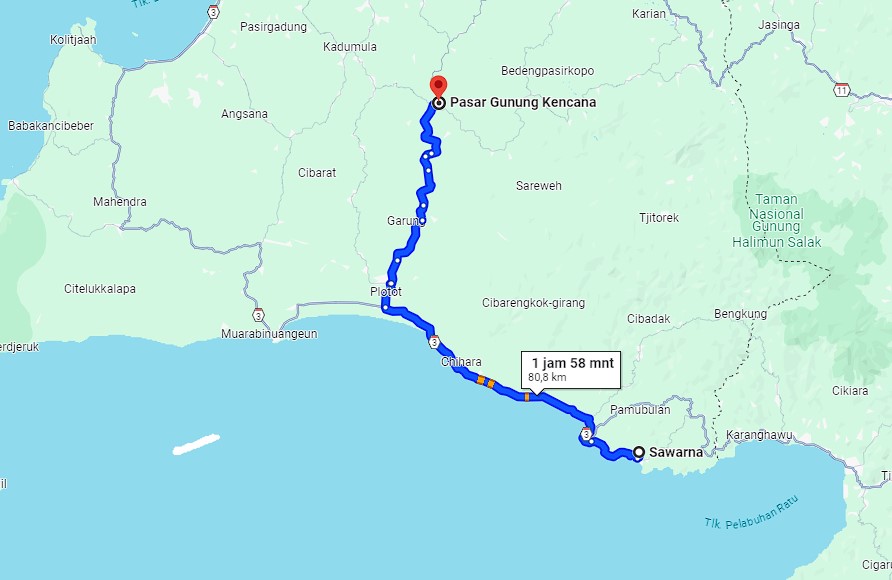 Tlk.
3
Karian
Jasinga
Kolitjaah
Pasirgadung
Kadumula
Bedengpasirkopo
11
Pasar Gunung Kencana
Angsana
Babakancibeber
Cibarat
Sareweh
Mahendra
Taman
Nasional
Gunung
Halimun Salak
Garung
Tjitorek
Citelukkalapa
Plotot
Cibarengkok-girang
3
Cibadak
Bengkung
Muarabinuangeun
erdjeruk
3
Chihara
1 jam 58 mnt
80,8 km
Cikiara
Pamubulan
3
Karanghawu
Sawarna
Ti
il
Tlk. Pelabuhan Ratu
Cigar